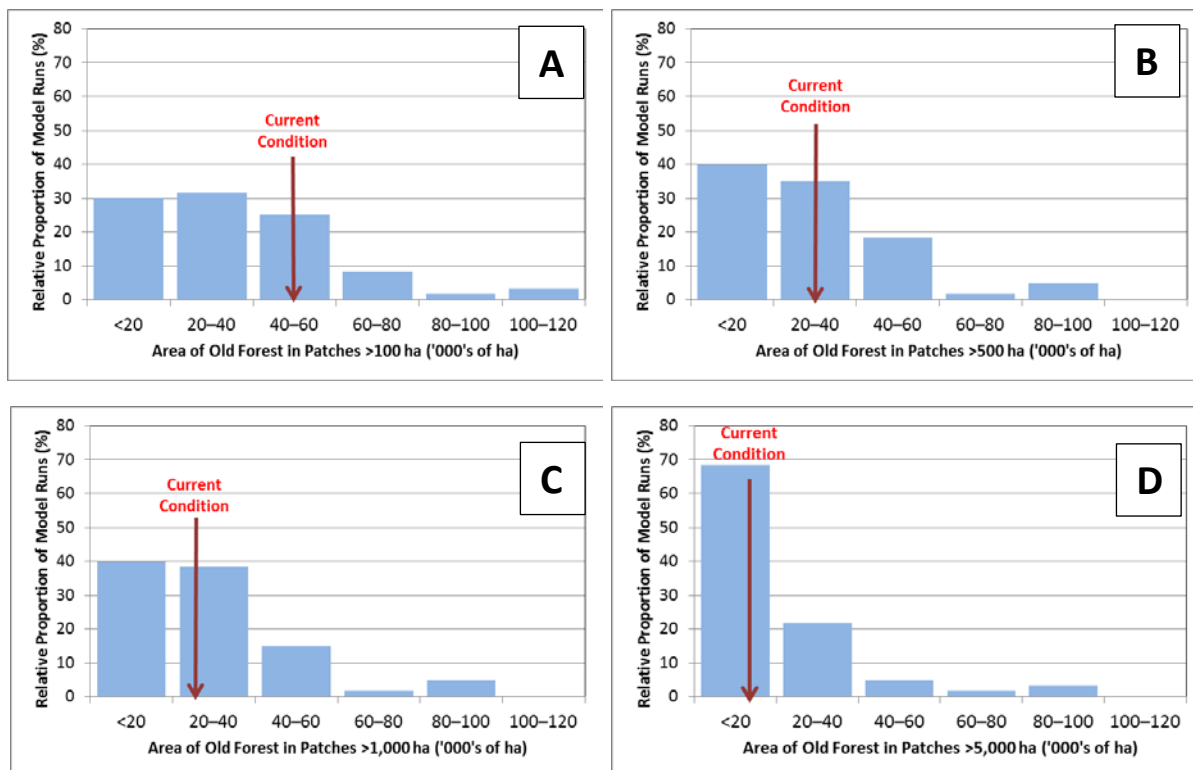 Relative Proportion of Model Runs (%)
80
70
60
50
40
30
20
10
0
A
Current
Condition
<20 20–40 40–60 60–80 80–100 100–120
Area of Old Forest in Patches >100 ha ('000's of ha)
Relative Proportion of Model Runs (%)
80
70
60
50
40
30
20
10
0
B
Current
Condition
<20 20–40 40–60 60–80 80–100 100–120
Area of Old Forest in Patches >500 ha ('000's of ha)
Relative Proportion of Model Runs (%)
80
70
60
50
40
30
20
10
0
C
Current
Condition
<20 20–40 40–60 60–80 80–100 100–120
Area of Old Forest in Patches >1,000 ha ('000's of ha)
Relative Proportion of Model Runs (%)
80
70
60
50
40
30
20
10
0
Current
Condition
D
<20 20–40 40–60 60–80 80–100 100–120
Area of Old Forest in Patches >5,000 ha ('000's of ha)